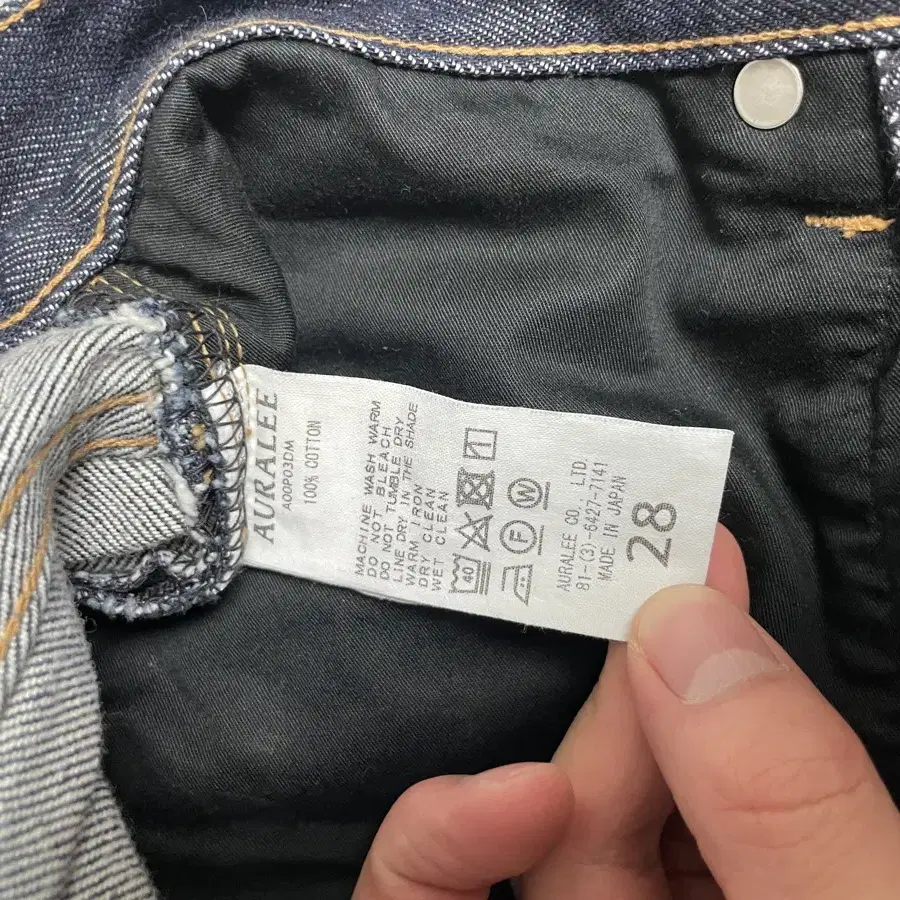 AURALEE
A00P03DM
100% COTTON
MACHINE WASH WARM
DO NOT BLEACH
DO NOT TUMBLE DRY
LINE DRY IN THE SHADE
WARM IRON
DRY CLEAN
WET CLEAN
40
F
W
AURALEE CO., LTD.
81-(3)-6427-7141
MADE IN JAPAN
28